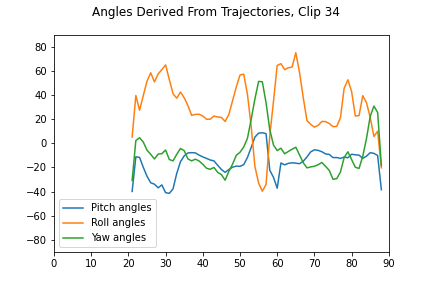 Angles Derived From Trajectories, Clip 34
80
60
40
20
0
−20
−40
−60
−80
Pitch angles
Roll angles
Yaw angles
0 10 20 30 40 50 60 70 80 90